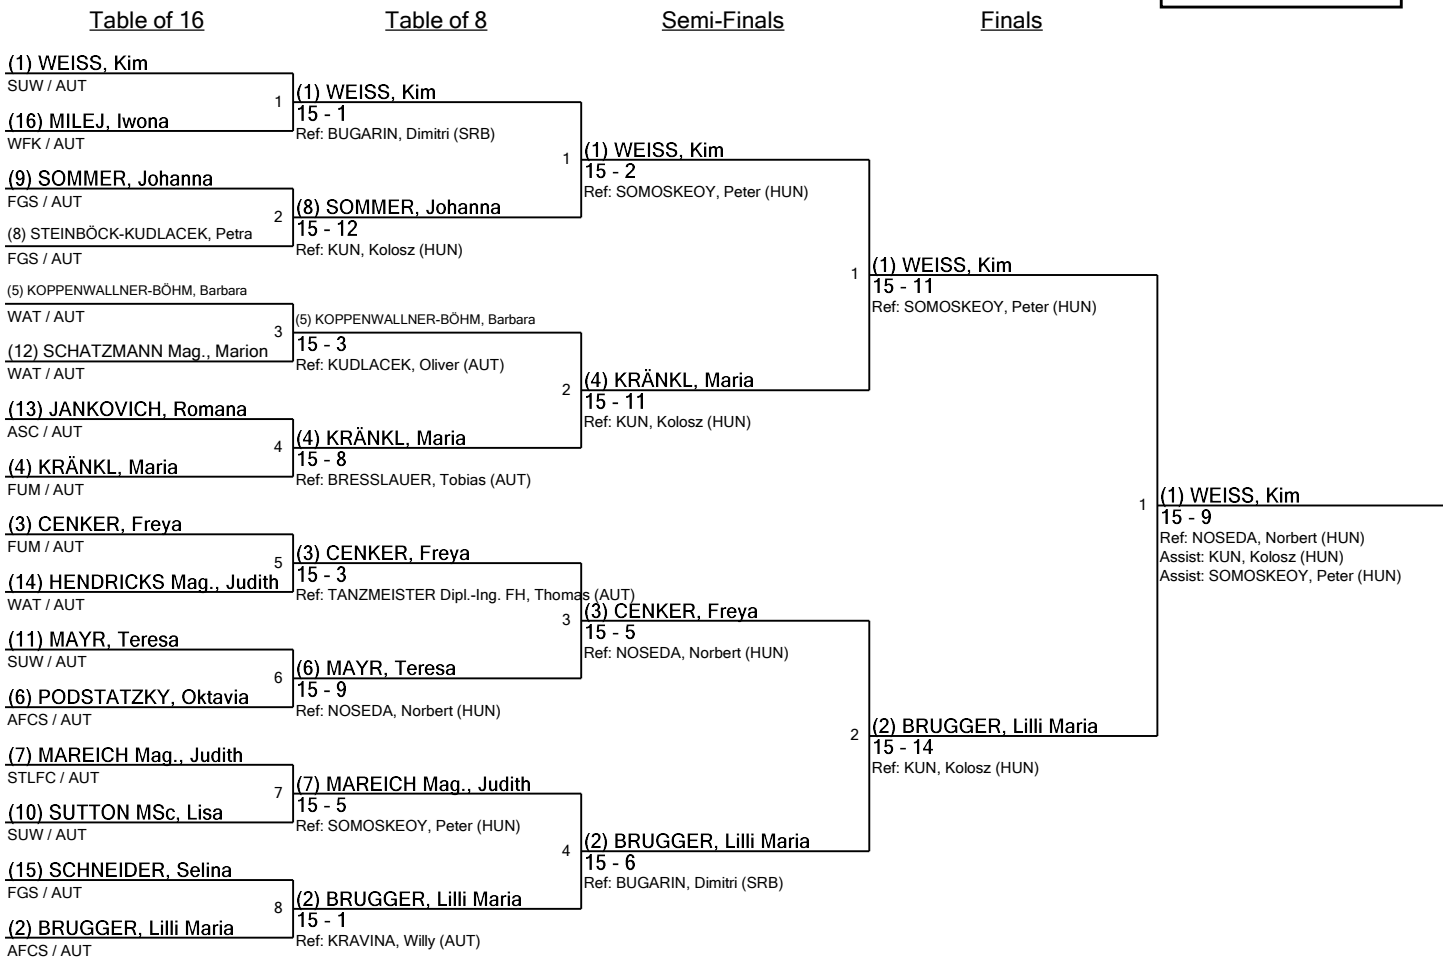 Table of 16
Table of 8
Semi-Finals
Finals
(1) WEISS, Kim
SUW / AUT
1
(16) MILEJ, Iwona
WFK / AUT
(9) SOMMER, Johanna
FGS / AUT
2
(8) STEINBÖCK-KUDLACEK, Petra
FGS / AUT
(5) KOPPENWALLNER-BÖHM, Barbara
WAT / AUT
3
(12) SCHATZMANN Mag., Marion
WAT / AUT
(13) JANKOVICH, Romana
ASC / AUT
4
(4) KRÄNKL, Maria
FUM / AUT
(3) CENKER, Freya
FUM / AUT
5
(14) HENDRICKS Mag., Judith
WAT / AUT
(11) MAYR, Teresa
SUW / AUT
6
(6) PODSTATZKY, Oktavia
AFCS / AUT
(7) MAREICH Mag., Judith
STLFC / AUT
7
(10) SUTTON MSc, Lisa
SUW / AUT
(15) SCHNEIDER, Selina
FGS / AUT
8
(2) BRUGGER, Lilli Maria
AFCS / AUT
(1) WEISS, Kim
15 - 1
Ref: BUGARIN, Dimitri (SRB)
1
(8) SOMMER, Johanna
15 - 12
Ref: KUN, Kolosz (HUN)
(5) KOPPENWALLNER-BÖHM, Barbara
15 - 3
Ref: KUDLACEK, Oliver (AUT)
2
(4) KRÄNKL, Maria
15 - 8
Ref: BRESSLAUER, Tobias (AUT)
(3) CENKER, Freya
15 - 3
Ref: TANZMEISTER Dipl.-Ing. FH, Thomas (AUT)
3
(6) MAYR, Teresa
15 - 9
Ref: NOSEDA, Norbert (HUN)
(7) MAREICH Mag., Judith
15 - 5
Ref: SOMOSKEOY, Peter (HUN)
4
(2) BRUGGER, Lilli Maria
15 - 1
Ref: KRAVINA, Willy (AUT)
(1) WEISS, Kim
15 - 2
Ref: SOMOSKEOY, Peter (HUN)
1
(4) KRÄNKL, Maria
15 - 11
Ref: KUN, Kolosz (HUN)
(3) CENKER, Freya
15 - 5
Ref: NOSEDA, Norbert (HUN)
2
(2) BRUGGER, Lilli Maria
15 - 6
Ref: BUGARIN, Dimitri (SRB)
(1) WEISS, Kim
15 - 11
Ref: SOMOSKEOY, Peter (HUN)
1
(2) BRUGGER, Lilli Maria
15 - 14
Ref: KUN, Kolosz (HUN)
(1) WEISS, Kim
15 - 9
Ref: NOSEDA, Norbert (HUN)
Assist: KUN, Kolosz (HUN)
Assist: SOMOSKEOY, Peter (HUN)